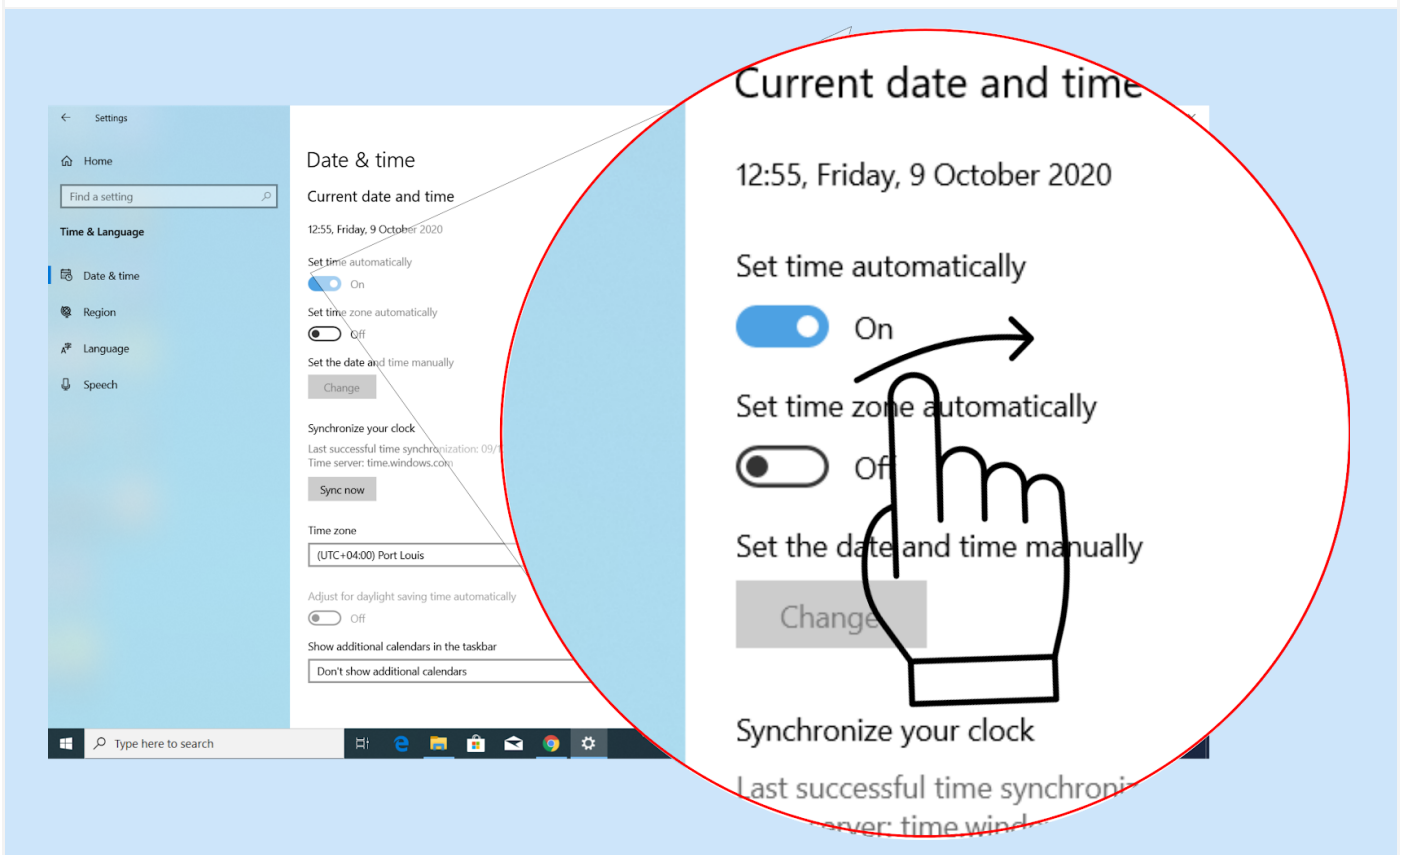 Settings
Home
Find a setting
Time & Language
Date & time
Region
Language
Speech
Date & time
Current date and time
12:55, Friday, 9 October 2020
Set time automatically
On
Set time zone automatically
Off
Set the date and time manually
Change
Synchronize your clock
Last successful time synchronization: 09/
Time server: time.windows.com
Sync now
Time zone
(UTC+04:00) Port Louis
Adjust for daylight saving time automatically
Off
Show additional calendars in the taskbar
Don't show additional calendars
Type here to search
Current date and time
12:55, Friday, 9 October 2020
Set time automatically
On
Set time zone automatically
Off
Set the date and time manually
Change
Synchronize your clock
Last successful time synchroni
server: time.windo